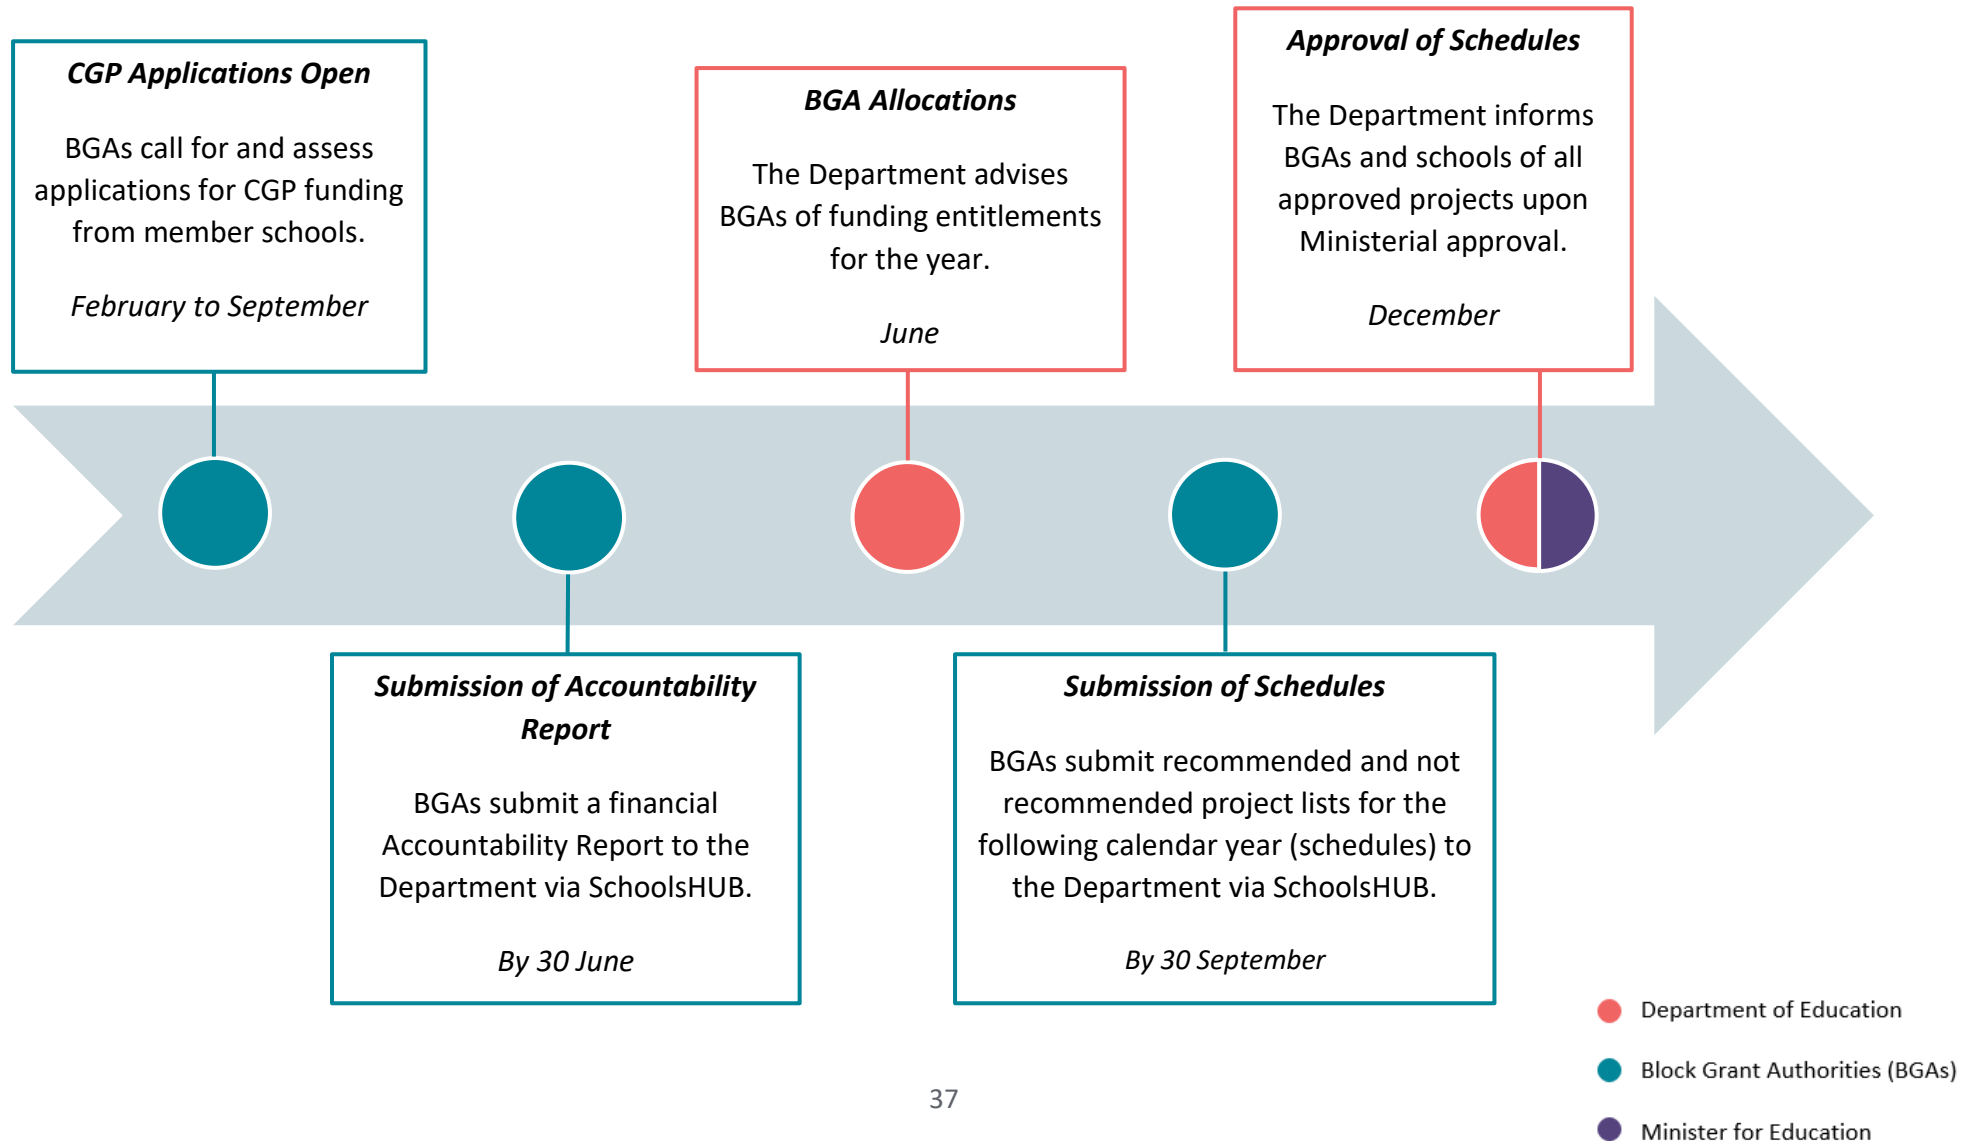 CGP Applications Open
BGAs call for and assess
applications for CGP funding
from member schools.
February to September
BGA Allocations
The Department advises
BGAs of funding entitlements
for the year.
June
Approval of Schedules
The Department informs
BGAs and schools of all
approved projects upon
Ministerial approval.
December
Submission of Accountability
Report
BGAs submit a financial
Accountability Report to the
Department via SchoolsHUB.
By 30 June
Submission of Schedules
BGAs submit recommended and not
recommended project lists for the
following calendar year (schedules) to
the Department via SchoolsHUB.
By 30 September
Department of Education
Block Grant Authorities (BGAs)
Minister for Education
37